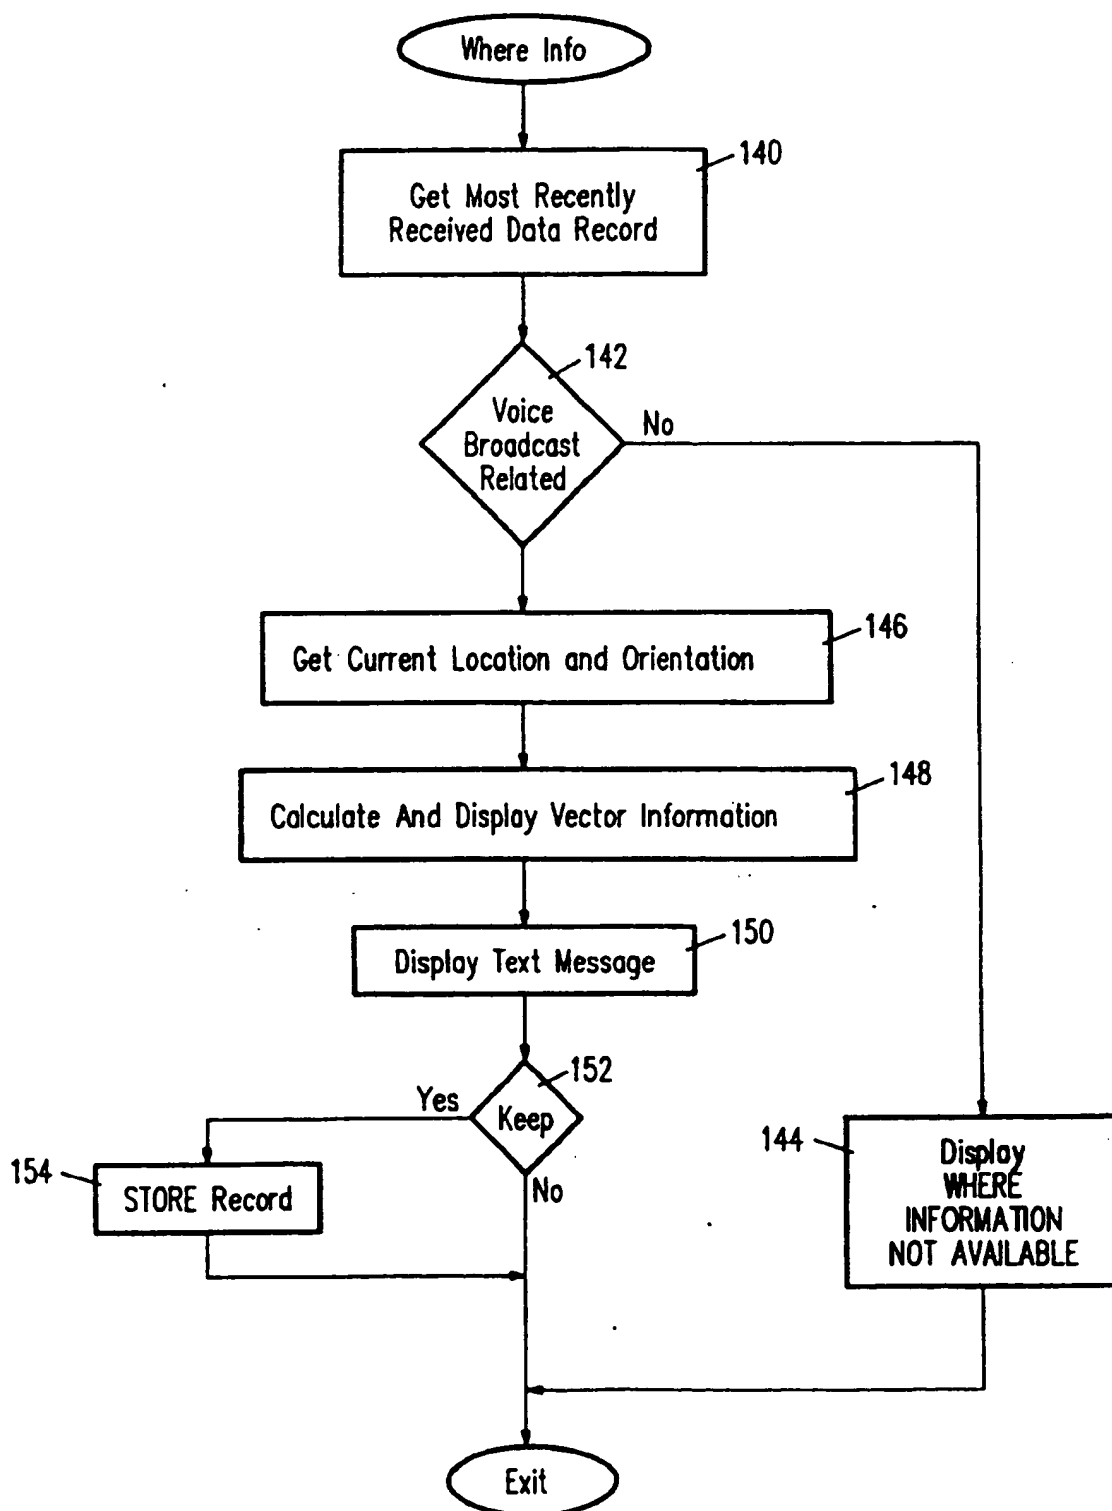 Where Info
140
Get Most Recently
Received Data Record
142
Voice
Broadcast
Related
No
146
Get Current Location and Orientation
148
Calculate And Display Vector Information
150
Display Text Message
152
Yes
Keep
No
154
STORE Record
144
Display
WHERE
INFORMATION
NOT AVAILABLE
Exit